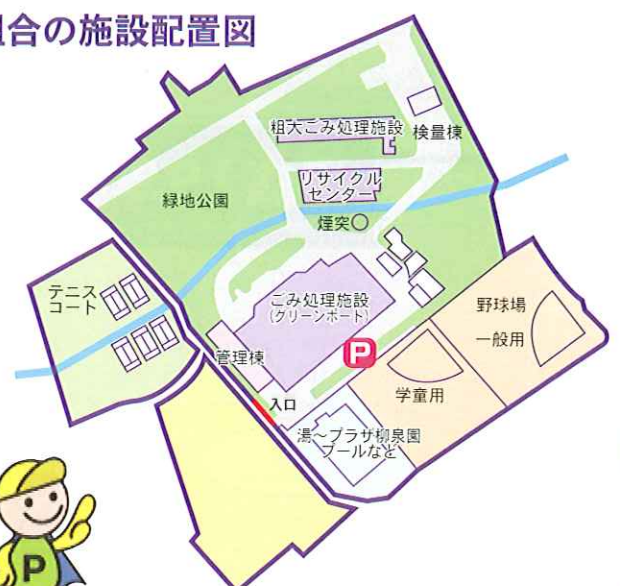 組合の施設配置図
粗大ごみ処理施設
検量棟
リサイクル
センター
緑地公園
煙突
テニス
コート
ごみ処理施設
(クリーンポート)
野球場
一般用
管理棟
P
学童用
入口
湯〜プラザ柳泉園
プールなど
P